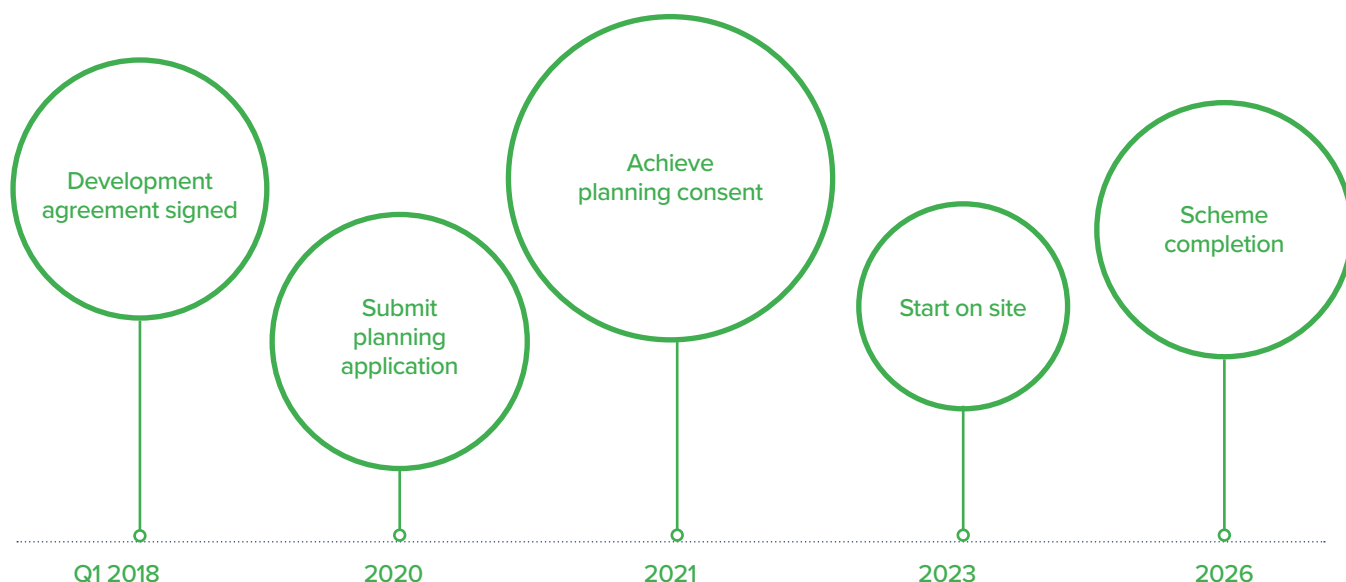 Development
agreement signed
Submit
planning
application
Achieve
planning consent
Start on site
Scheme
completion
Q1 2018
2020
2021
2023
2026